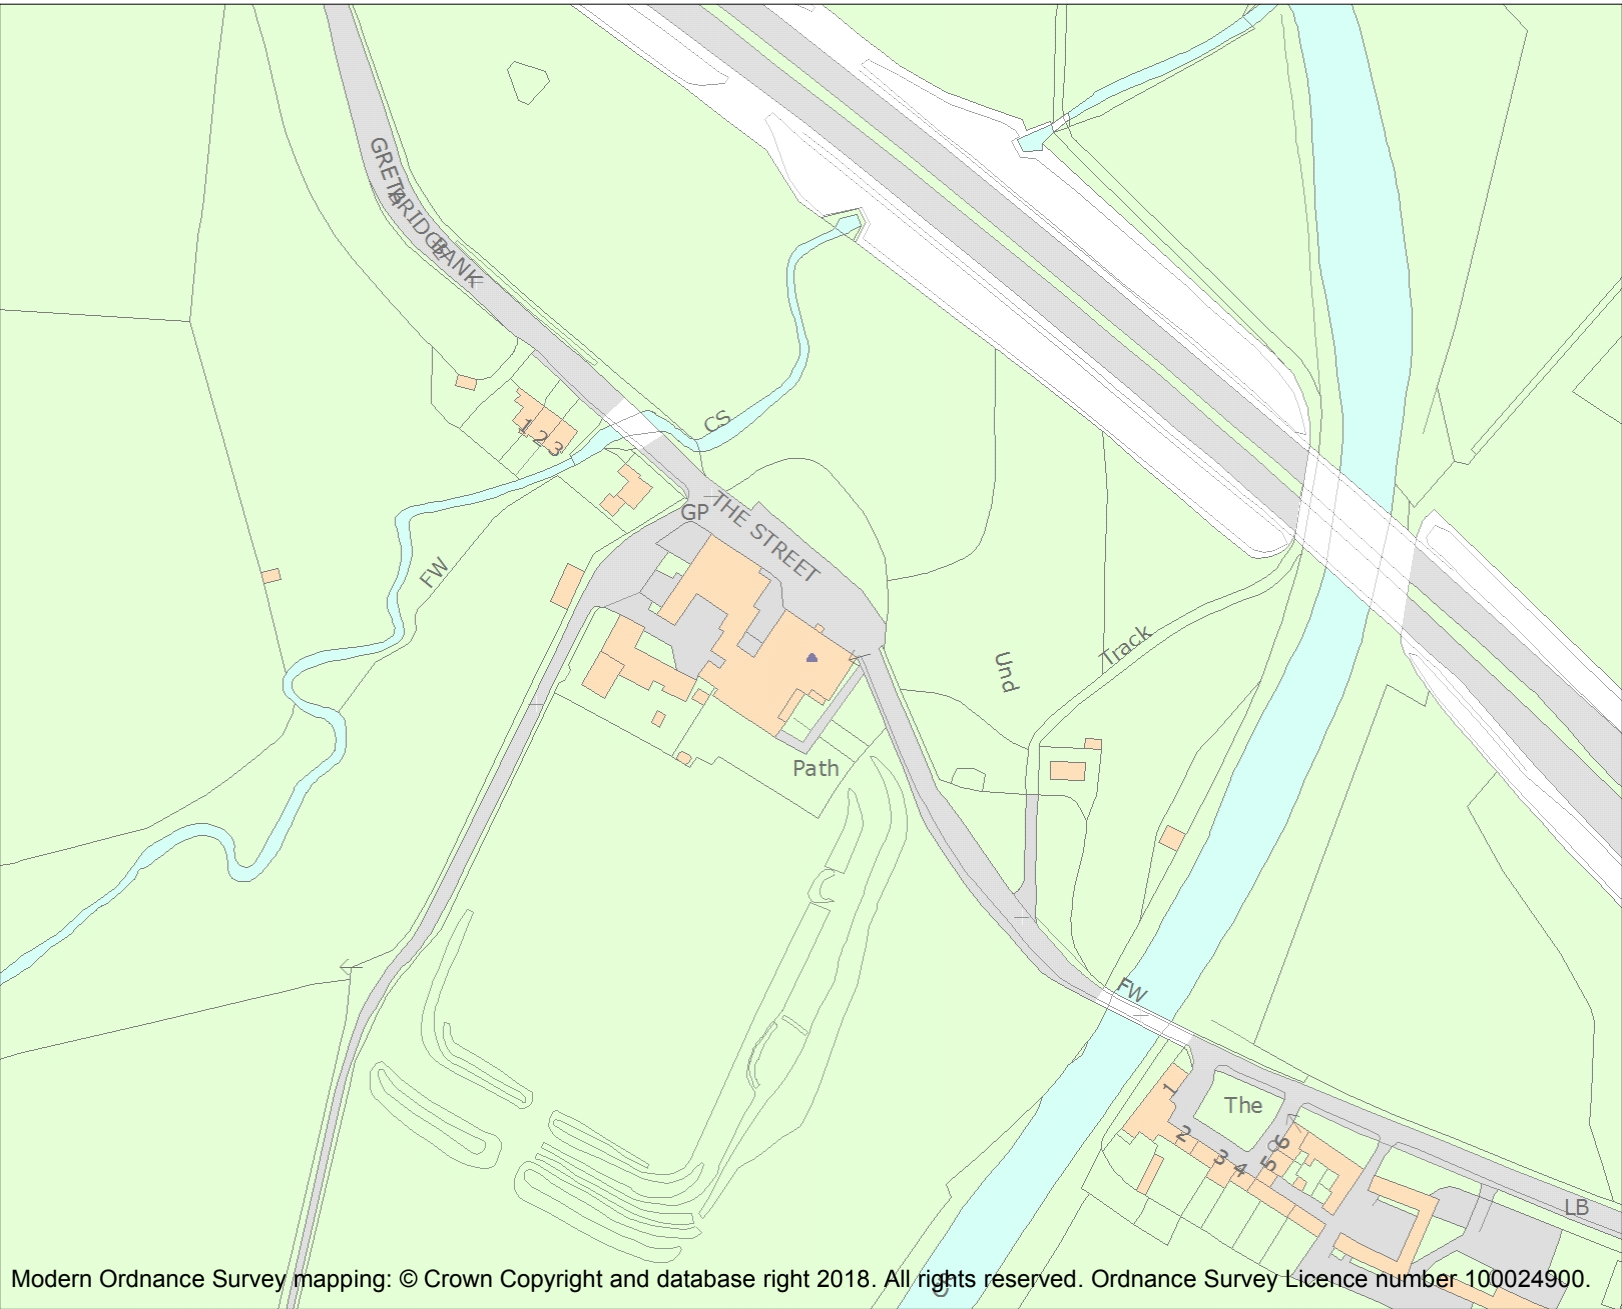 GRETA
BRIDGE
BANK
CS
1 2 3
GP
THE STREET
FW
Track
Und
Path
FW
1
The
2
3
4
5
6
LB
Modern Ordnance Survey mapping: © Crown Copyright and database right 2018. All rights reserved. Ordnance Survey Licence number 100024900.